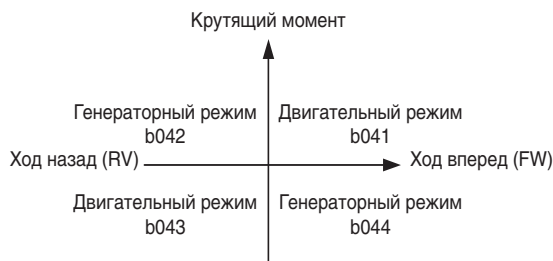 Крутящий момент
Генераторный режим
b042
Двигательный режим
b041
Ход назад (RV)
Ход вперед (FW)
Двигательный режим
b043
Генераторный режим
b044